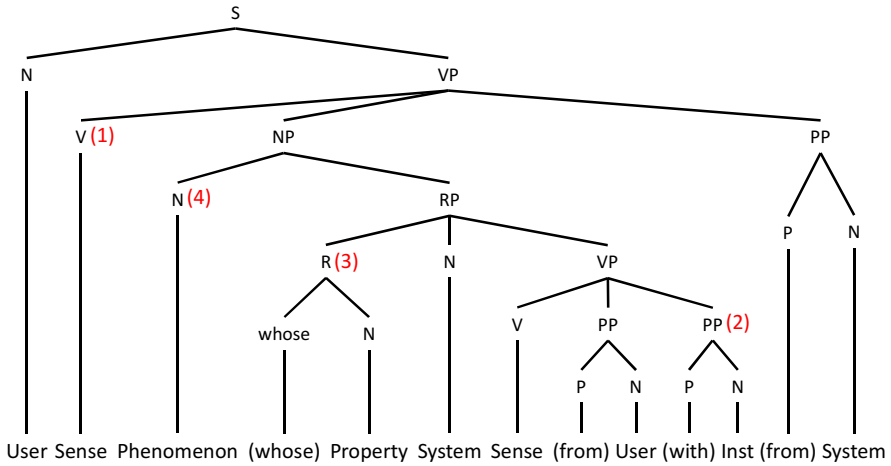 S
N VP
V (1) NP PP
N (4) RP
P N
R (3) N VP
whose N V PP PP (2)
P N P N
User Sense Phenomenon (whose) Property System Sense (from) User (with) Inst (from) System